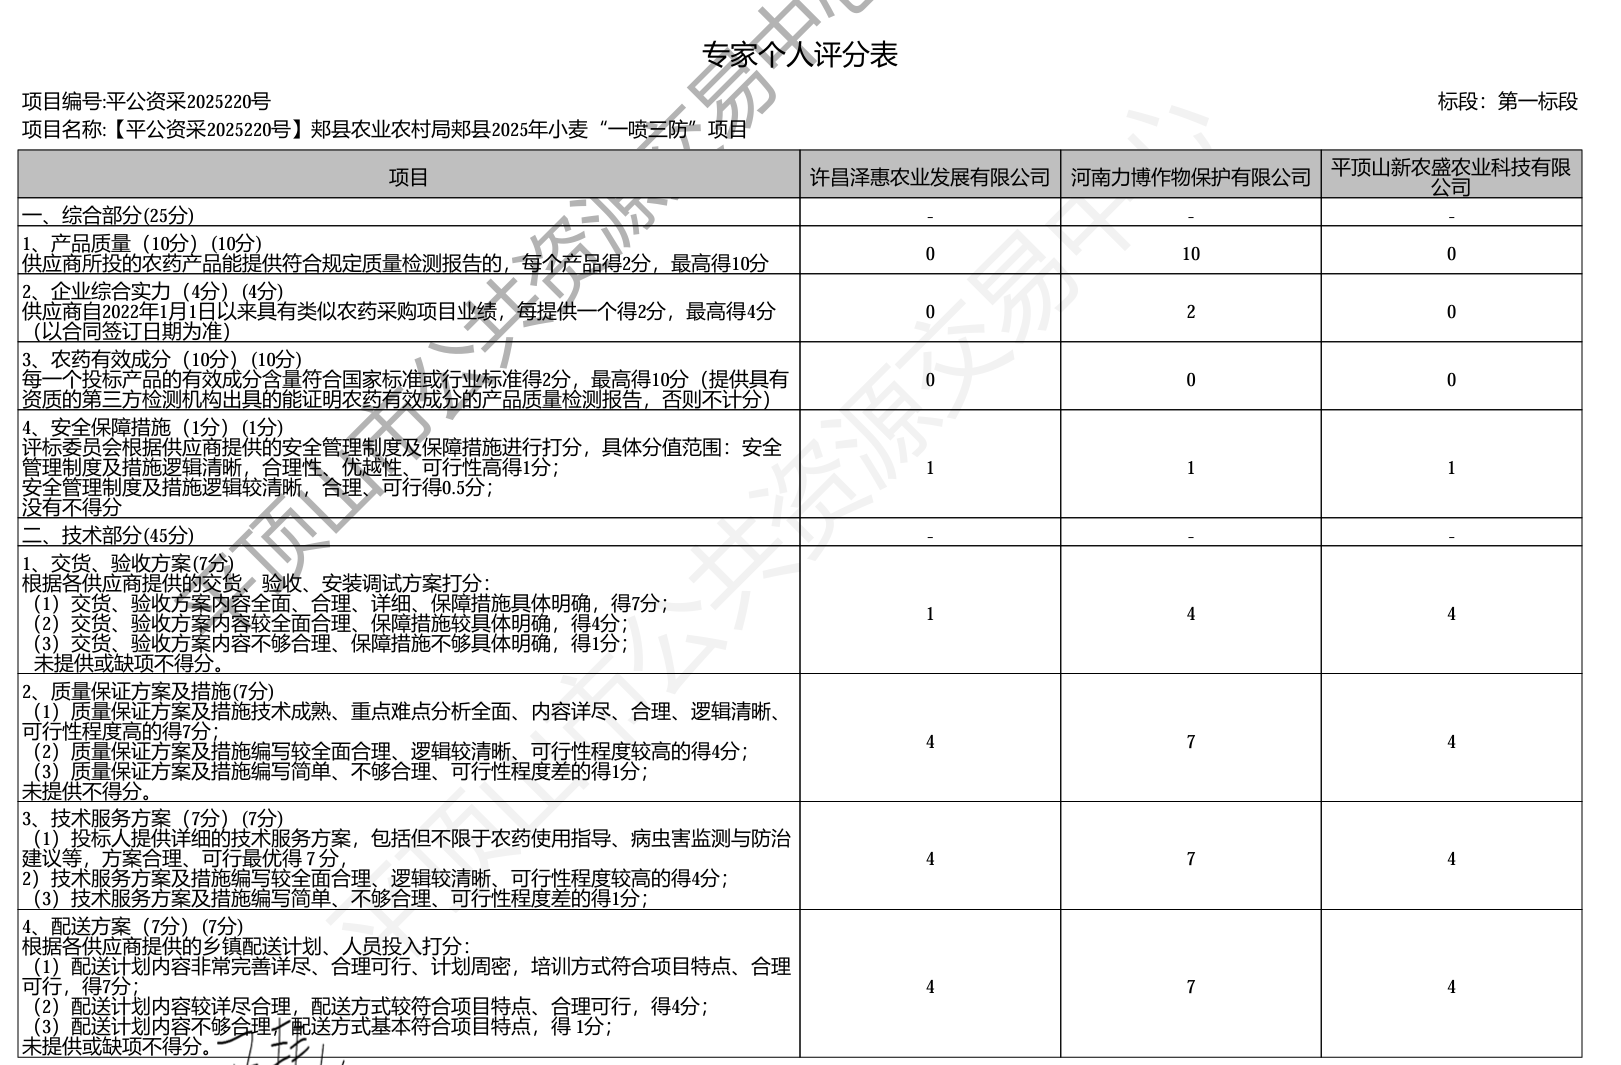 专家个人评分表
项目编号:平公资采2025220号
标段：第一标段
项目名称:【平公资采2025220号】郏县农业农村局郏县2025年小麦“一喷三防”项目
项目 许昌泽惠农业发展有限公司 河南力博作物保护有限公司 平顶山新农盛农业科技有限
公司
一、综合部分(25分) - - -
1、产品质量（10分）(10分)
供应商所投的农药产品能提供符合规定质量检测报告的，每个产品得2分，最高得10分 0 10 0
2、企业综合实力（4分）(4分)
供应商自2022年1月1日以来具有类似农药采购项目业绩，每提供一个得2分，最高得4分 0 2 0
（以合同签订日期为准）
3、农药有效成分（10分）(10分)
每一个投标产品的有效成分含量符合国家标准或行业标准得2分，最高得10分（提供具有 0 0 0
资质的第三方检测机构出具的能证明农药有效成分的产品质量检测报告，否则不计分）
4、安全保障措施（1分）(1分)
评标委员会根据供应商提供的安全管理制度及保障措施进行打分，具体分值范围：安全
管理制度及措施逻辑清晰，合理性、优越性、可行性高得1分； 1 1 1
安全管理制度及措施逻辑较清晰，合理、可行得0.5分；
没有不得分
二、技术部分(45分) - - -
1、交货、验收方案(7分)
根据各供应商提供的交货、验收、安装调试方案打分：
（1）交货、验收方案内容全面、合理、详细、保障措施具体明确，得7分；
（2）交货、验收方案内容较全面合理、保障措施较具体明确，得4分； 1 4 4
（3）交货、验收方案内容不够合理、保障措施不够具体明确，得1分；
未提供或缺项不得分。
2、质量保证方案及措施(7分)
（1）质量保证方案及措施技术成熟、重点难点分析全面、内容详尽、合理、逻辑清晰、
可行性程度高的得7分；
（2）质量保证方案及措施编写较全面合理、逻辑较清晰、可行性程度较高的得4分； 4 7 4
（3）质量保证方案及措施编写简单、不够合理、可行性程度差的得1分；
未提供不得分。
3、技术服务方案（7分）(7分)
（1）投标人提供详细的技术服务方案，包括但不限于农药使用指导、病虫害监测与防治
建议等，方案合理、可行最优得 7 分， 4 7 4
2）技术服务方案及措施编写较全面合理、逻辑较清晰、可行性程度较高的得4分；
（3）技术服务方案及措施编写简单、不够合理、可行性程度差的得1分；
4、配送方案（7分）(7分)
根据各供应商提供的乡镇配送计划、人员投入打分：
（1）配送计划内容非常完善详尽、合理可行、计划周密，培训方式符合项目特点、合理
可行，得7分； 4 7 4
（2）配送计划内容较详尽合理，配送方式较符合项目特点、合理可行，得4分；
（3）配送计划内容不够合理，配送方式基本符合项目特点，得 1分；
未提供或缺项不得分。
平顶山市公共资源交易中心
平顶山市公共资源交易中心